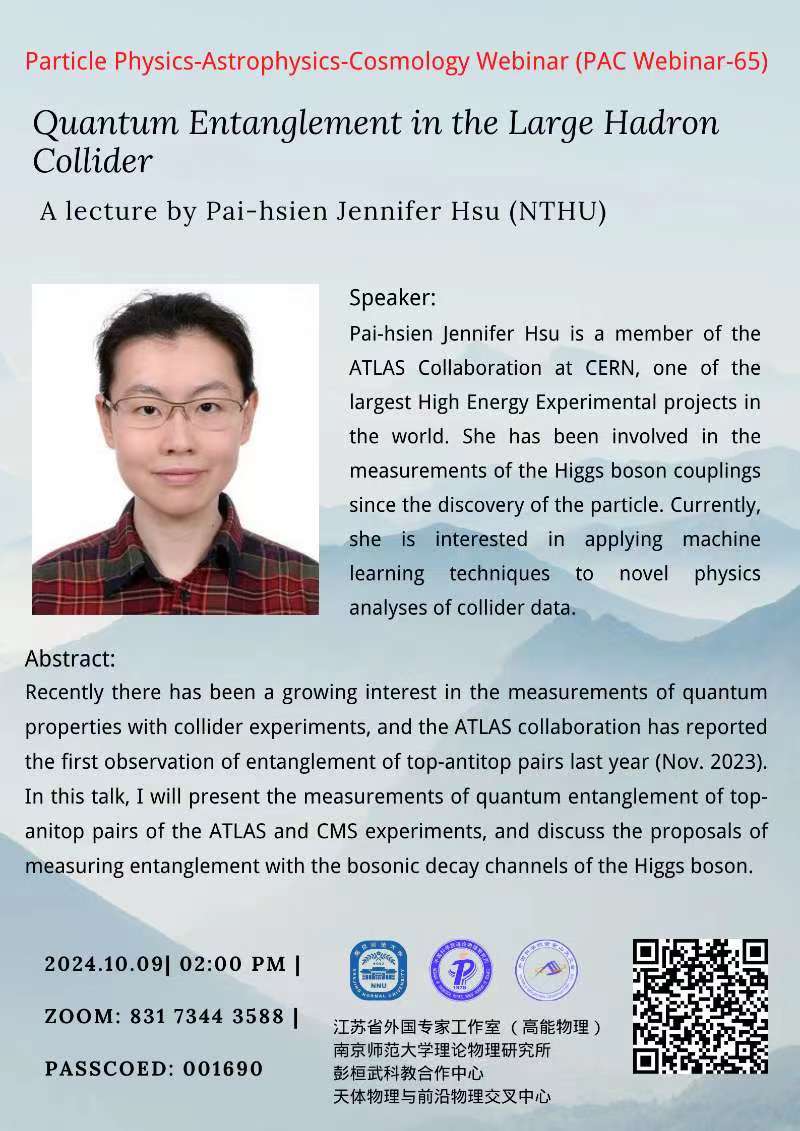 Particle Physics-Astrophysics-Cosmology Webinar (PAC Webinar-65)
Quantum Entanglement in the Large Hadron
Collider
A lecture by Pai-hsien Jennifer Hsu (NTHU)
Speaker:
Pai-hsien Jennifer Hsu is a member of the
ATLAS Collaboration at CERN, one of the
largest High Energy Experimental projects in
the world. She has been involved in the
measurements of the Higgs boson couplings
since the discovery of the particle. Currently,
she is interested in applying machine
learning techniques to novel physics
analyses of collider data.
Abstract:
Recently there has been a growing interest in the measurements of quantum
properties with collider experiments, and the ATLAS collaboration has reported
the first observation of entanglement of top-antitop pairs last year (Nov. 2023).
In this talk, I will present the measurements of quantum entanglement of top-
anitop pairs of the ATLAS and CMS experiments, and discuss the proposals of
measuring entanglement with the bosonic decay channels of the Higgs boson.
2024.10.09| 02:00 PM |
ZOOM: 831 7344 3588 |
PASSCOED: 001690
NNU
NANJING NORMAL UNIVERSITY
1978
江苏省外国专家工作室（高能物理）
南京师范大学理论物理研究所
彭桓武科教合作中心
天体物理与前沿物理交叉中心